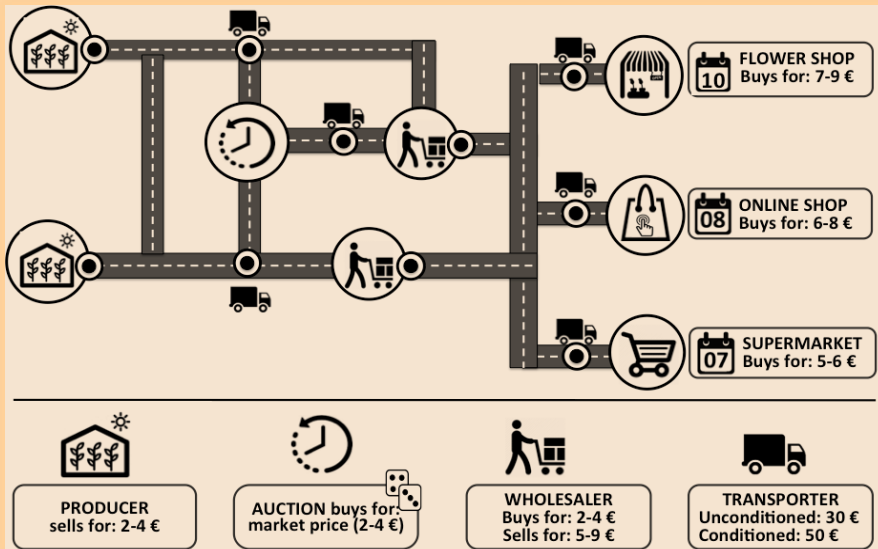 10
FLOWER SHOP
Buys for: 7-9 €
08
ONLINE SHOP
Buys for: 6-8 €
07
SUPERMARKET
Buys for: 5-6 €
PRODUCER
sells for: 2-4 €
AUCTION buys for:
market price (2-4 €)
WHOLESALER
Buys for: 2-4 €
Sells for: 5-9 €
TRANSPORTER
Unconditioned: 30 €
Conditioned: 50 €